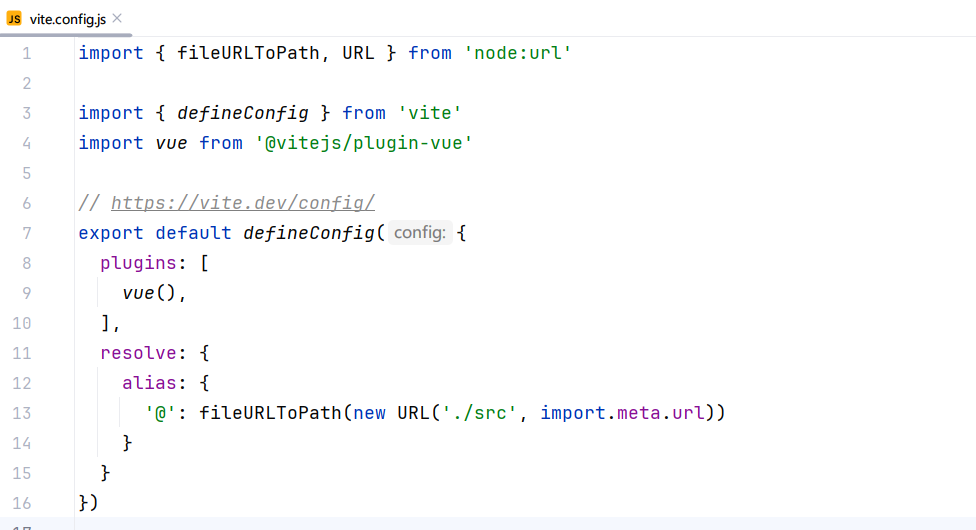 JS vite.config.js
1 import { fileURLToPath, URL } from 'node:url'
2
3 import { defineConfig } from 'vite'
4 import vue from '@vitejs/plugin-vue'
5
6 // https://vite.dev/config/
7 export default defineConfig( config: {
8   plugins: [
9     vue(),
10   ],
11   resolve: {
12     alias: {
13       '@': fileURLToPath(new URL('./src', import.meta.url))
14     }
15   }
16 })
17